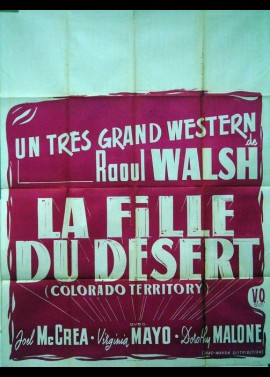 UN TRES GRAND WESTERN
de
Raoul WALSH
LA FiLLE
DU DESERT
(COLORADO TERRITORY)
V.O
AVEC
Joel McCREA · Virginia MAYO · Dorothy MALONE